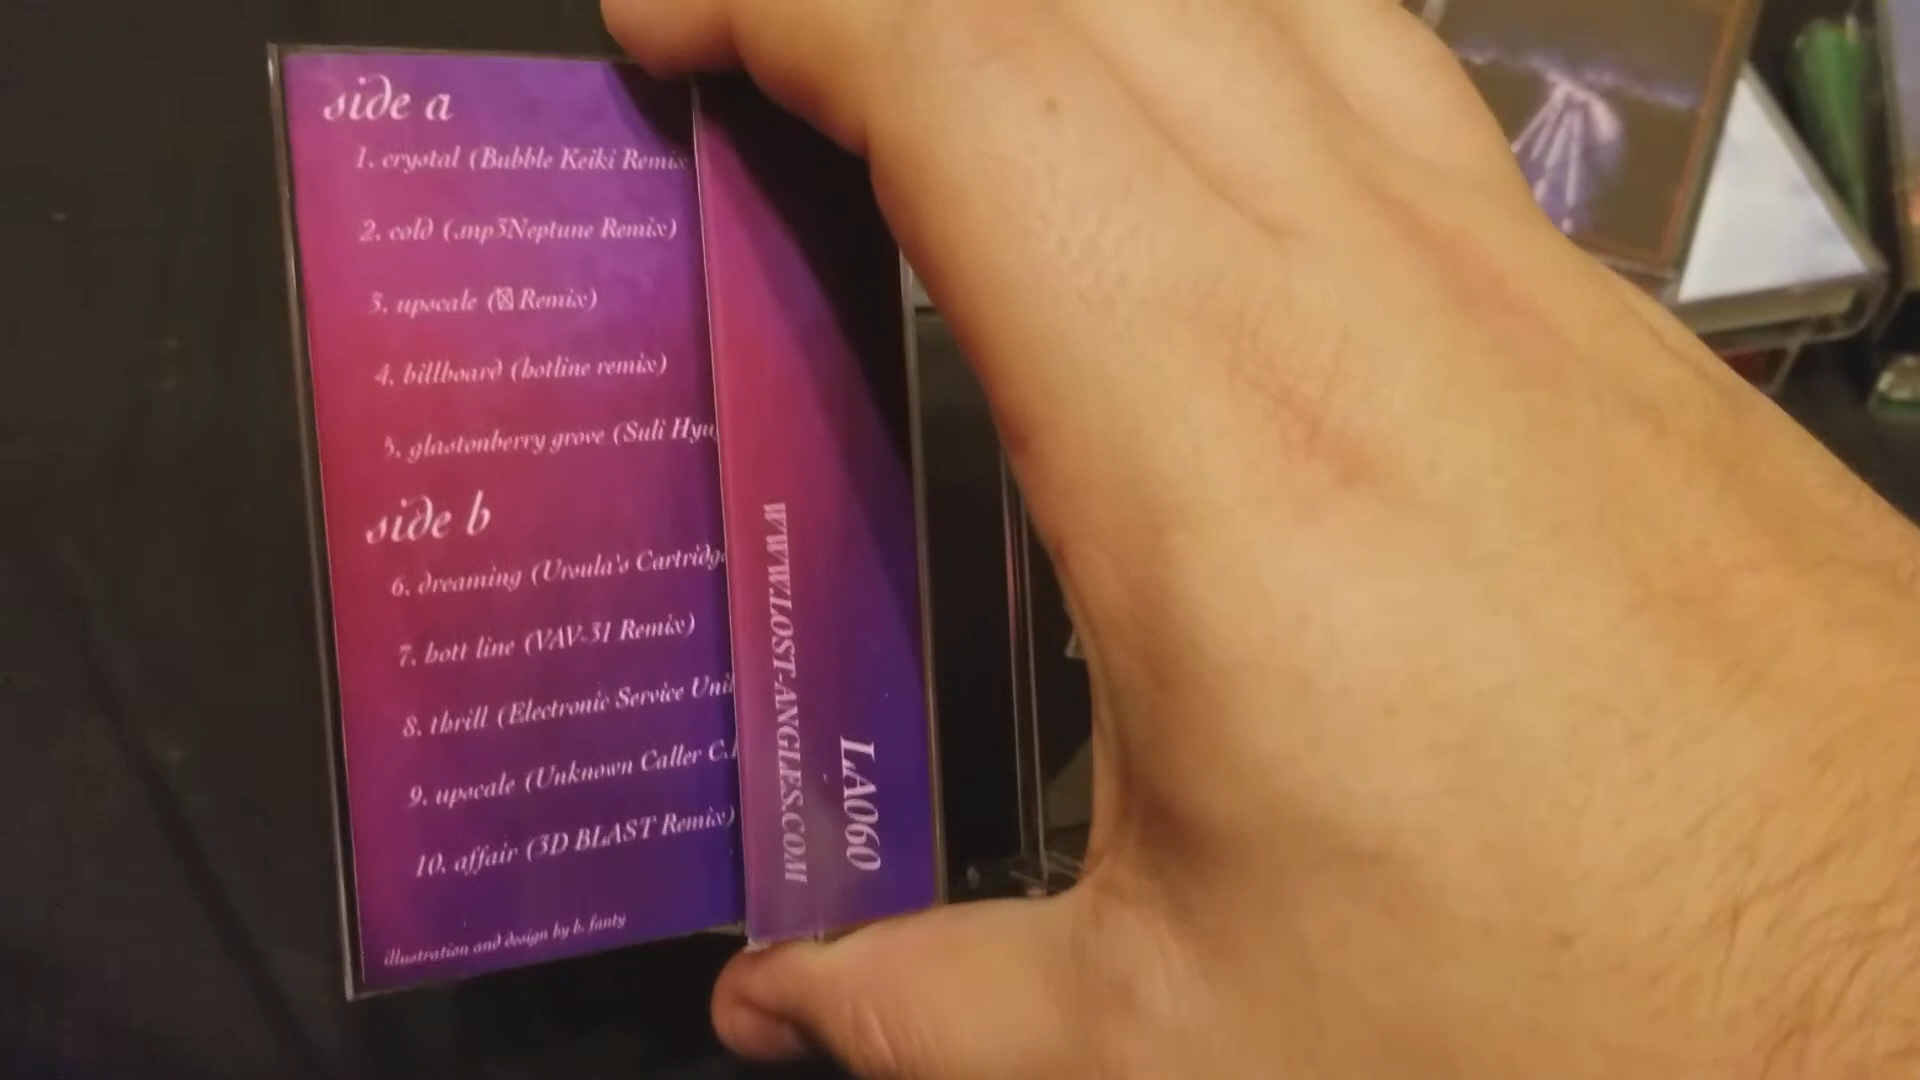 side a
1. crystal (Bubble Keiki Remix
2. cold (.mp3Neptune Remix)
3. upscale (〿 Remix)
4. billboard (hotline remix)
5. glastonberry grove (Suli Hyu
side b
6. dreaming (Ursula's Cartridge
7. bott line (VAV-31 Remix)
8. thrill (Electronic Service Unit
9. upscale (Unknown Caller C.
10. affair (3D BLAST Remix)
illustration and design by b. fanty
WWW.LOST-ANGLES.COM
LA060